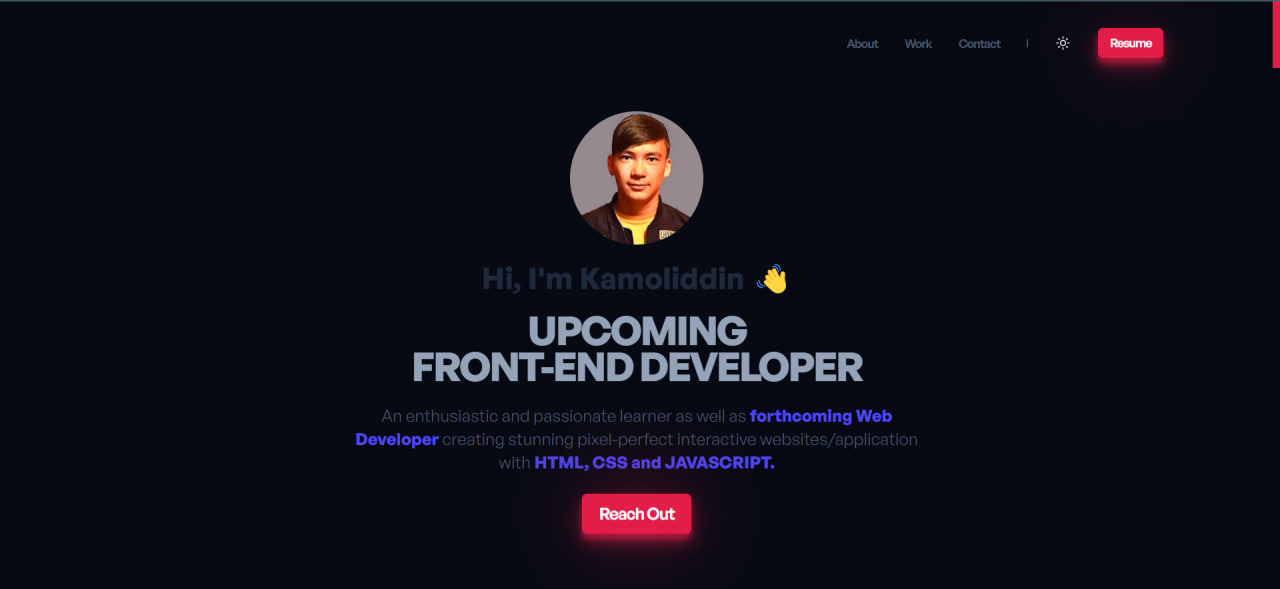 About Work Contact | Resume
Hi, I'm Kamoliddin 👋
UPCOMING
FRONT-END DEVELOPER
An enthusiastic and passionate learner as well as forthcoming Web
Developer creating stunning pixel-perfect interactive websites/application
with HTML, CSS and JAVASCRIPT.
Reach Out